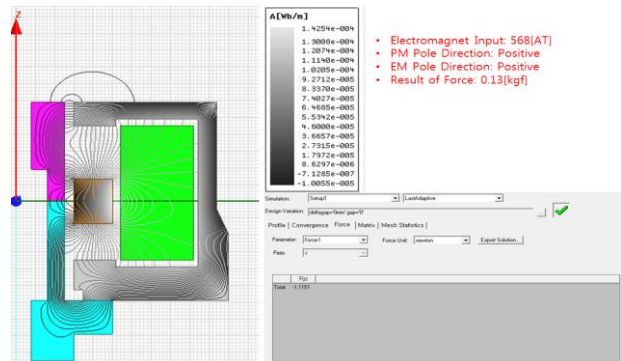 Z
A[Wb/m]
1.4254e-004
1.3008e-004
1.2074e-004
1.1140e-004
1.0205e-004
9.2712e-005
8.3370e-005
7.4027e-005
6.4685e-005
5.5342e-005
4.6000e-005
3.6657e-005
2.7315e-005
1.7972e-005
8.6297e-006
-7.1285e-007
-1.0055e-005
• Electromagnet Input: 568[AT]
• PM Pole Direction: Positive
• EM Pole Direction: Positive
• Result of Force: 0.13[kgf]
Simulation: Setup1 LastAdaptive
Design Variation:
Profile | Convergence Force | Matrix | Mesh Statistics |
Parameter: Force1 Force Unit: newton Export Solution...
Pass:
F(z)
Total -1.1151